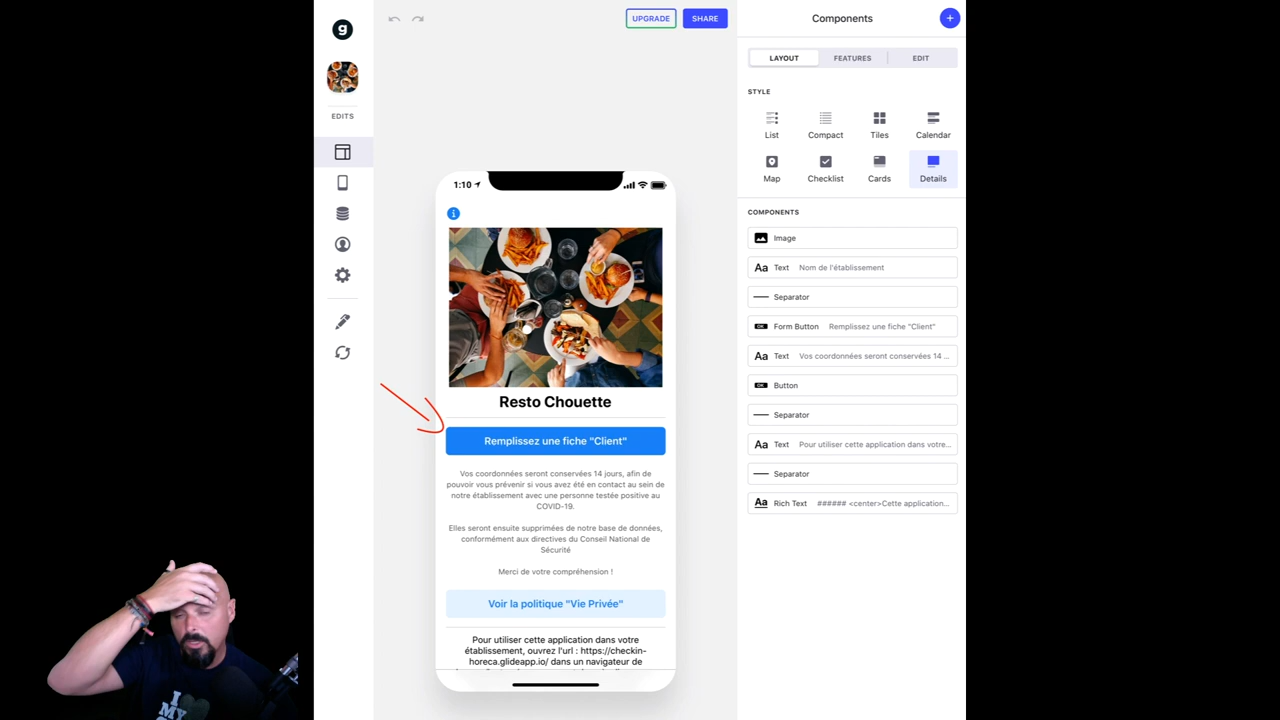 g
UPGRADE
SHARE
Components
+
LAYOUT
FEATURES
EDIT
EDITS
STYLE
List
Compact
Tiles
Calendar
Map
Checklist
Cards
Details
COMPONENTS
Image
Aa Text Nom de l'établissement
Separator
OK Form Button Remplissez une fiche "Client"
Aa Text Vos coordonnées seront conservées 14 ...
OK Button
Separator
Aa Text Pour utiliser cette application dans votre...
Separator
Aa Rich Text ###### <center>Cette application...
1:10
i
Resto Chouette
Remplissez une fiche "Client"
Vos coordonnées seront conservées 14 jours, afin de
pouvoir vous prévenir si vous avez été en contact au sein de
notre établissement avec une personne testée positive au
COVID-19.
Elles seront ensuite supprimées de notre base de données,
conformément aux directives du Conseil National de
Sécurité
Merci de votre compréhension !
Voir la politique "Vie Privée"
Pour utiliser cette application dans votre
établissement, ouvrez l'url : https://checkin-
horeca.glideapp.io/ dans un navigateur de
I
MY